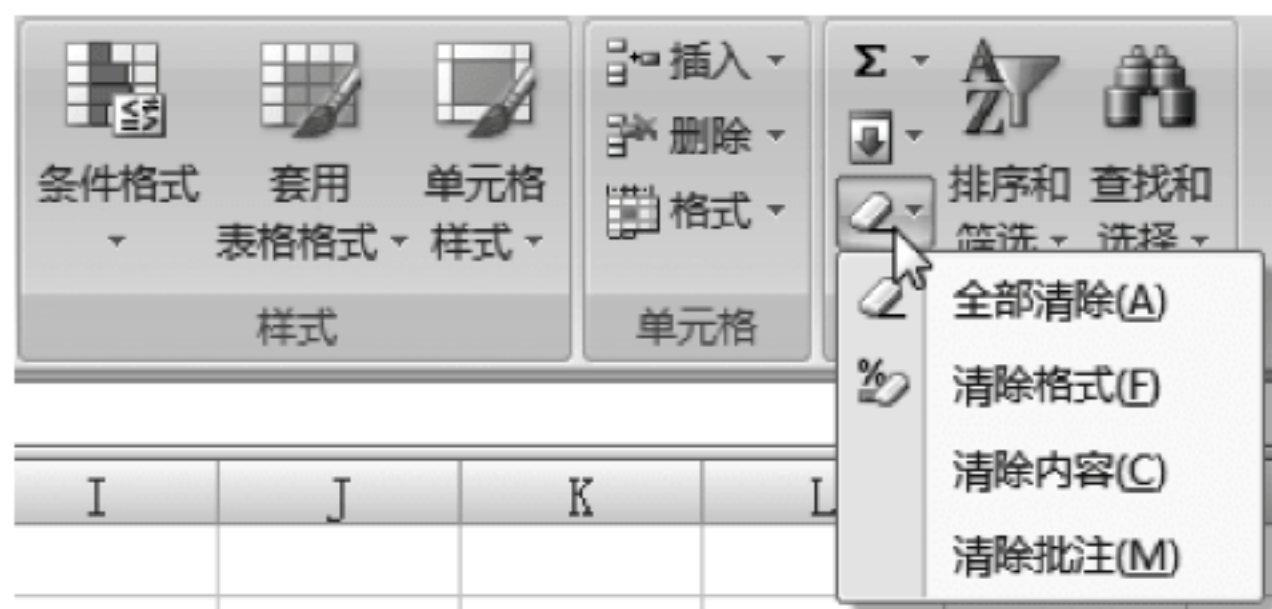 条件格式
套用
表格格式
单元格
样式
样式
插入
删除
格式
单元格
Σ
排序和
筛选
查找和
选择
全部清除(A)
清除格式(F)
清除内容(C)
清除批注(M)
I J K L